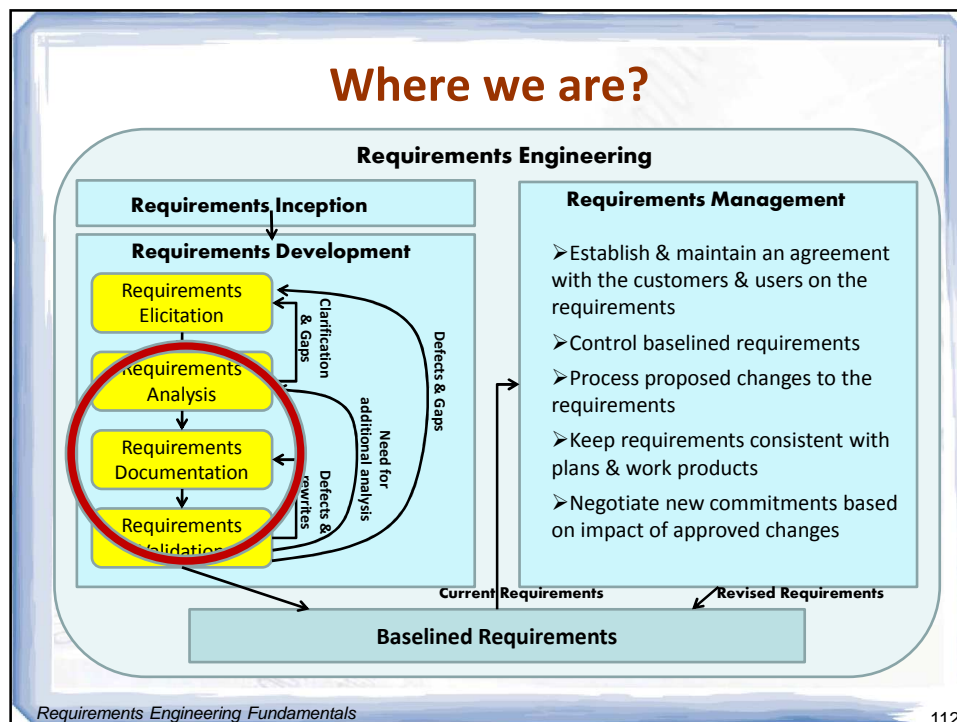 Where we are?
Requirements Engineering
Requirements Inception
Requirements Development
Requirements
Elicitation
Requirements
Analysis
Requirements
Documentation
Requirements
Validation
Clarification
& Gaps
Defects &
rewrites
Need for
additional analysis
Defects & Gaps
Requirements Management
➢Establish & maintain an agreement
with the customers & users on the
requirements
➢Control baselined requirements
➢Process proposed changes to the
requirements
➢Keep requirements consistent with
plans & work products
➢Negotiate new commitments based
on impact of approved changes
Current Requirements
Revised Requirements
Baselined Requirements
Requirements Engineering Fundamentals
112